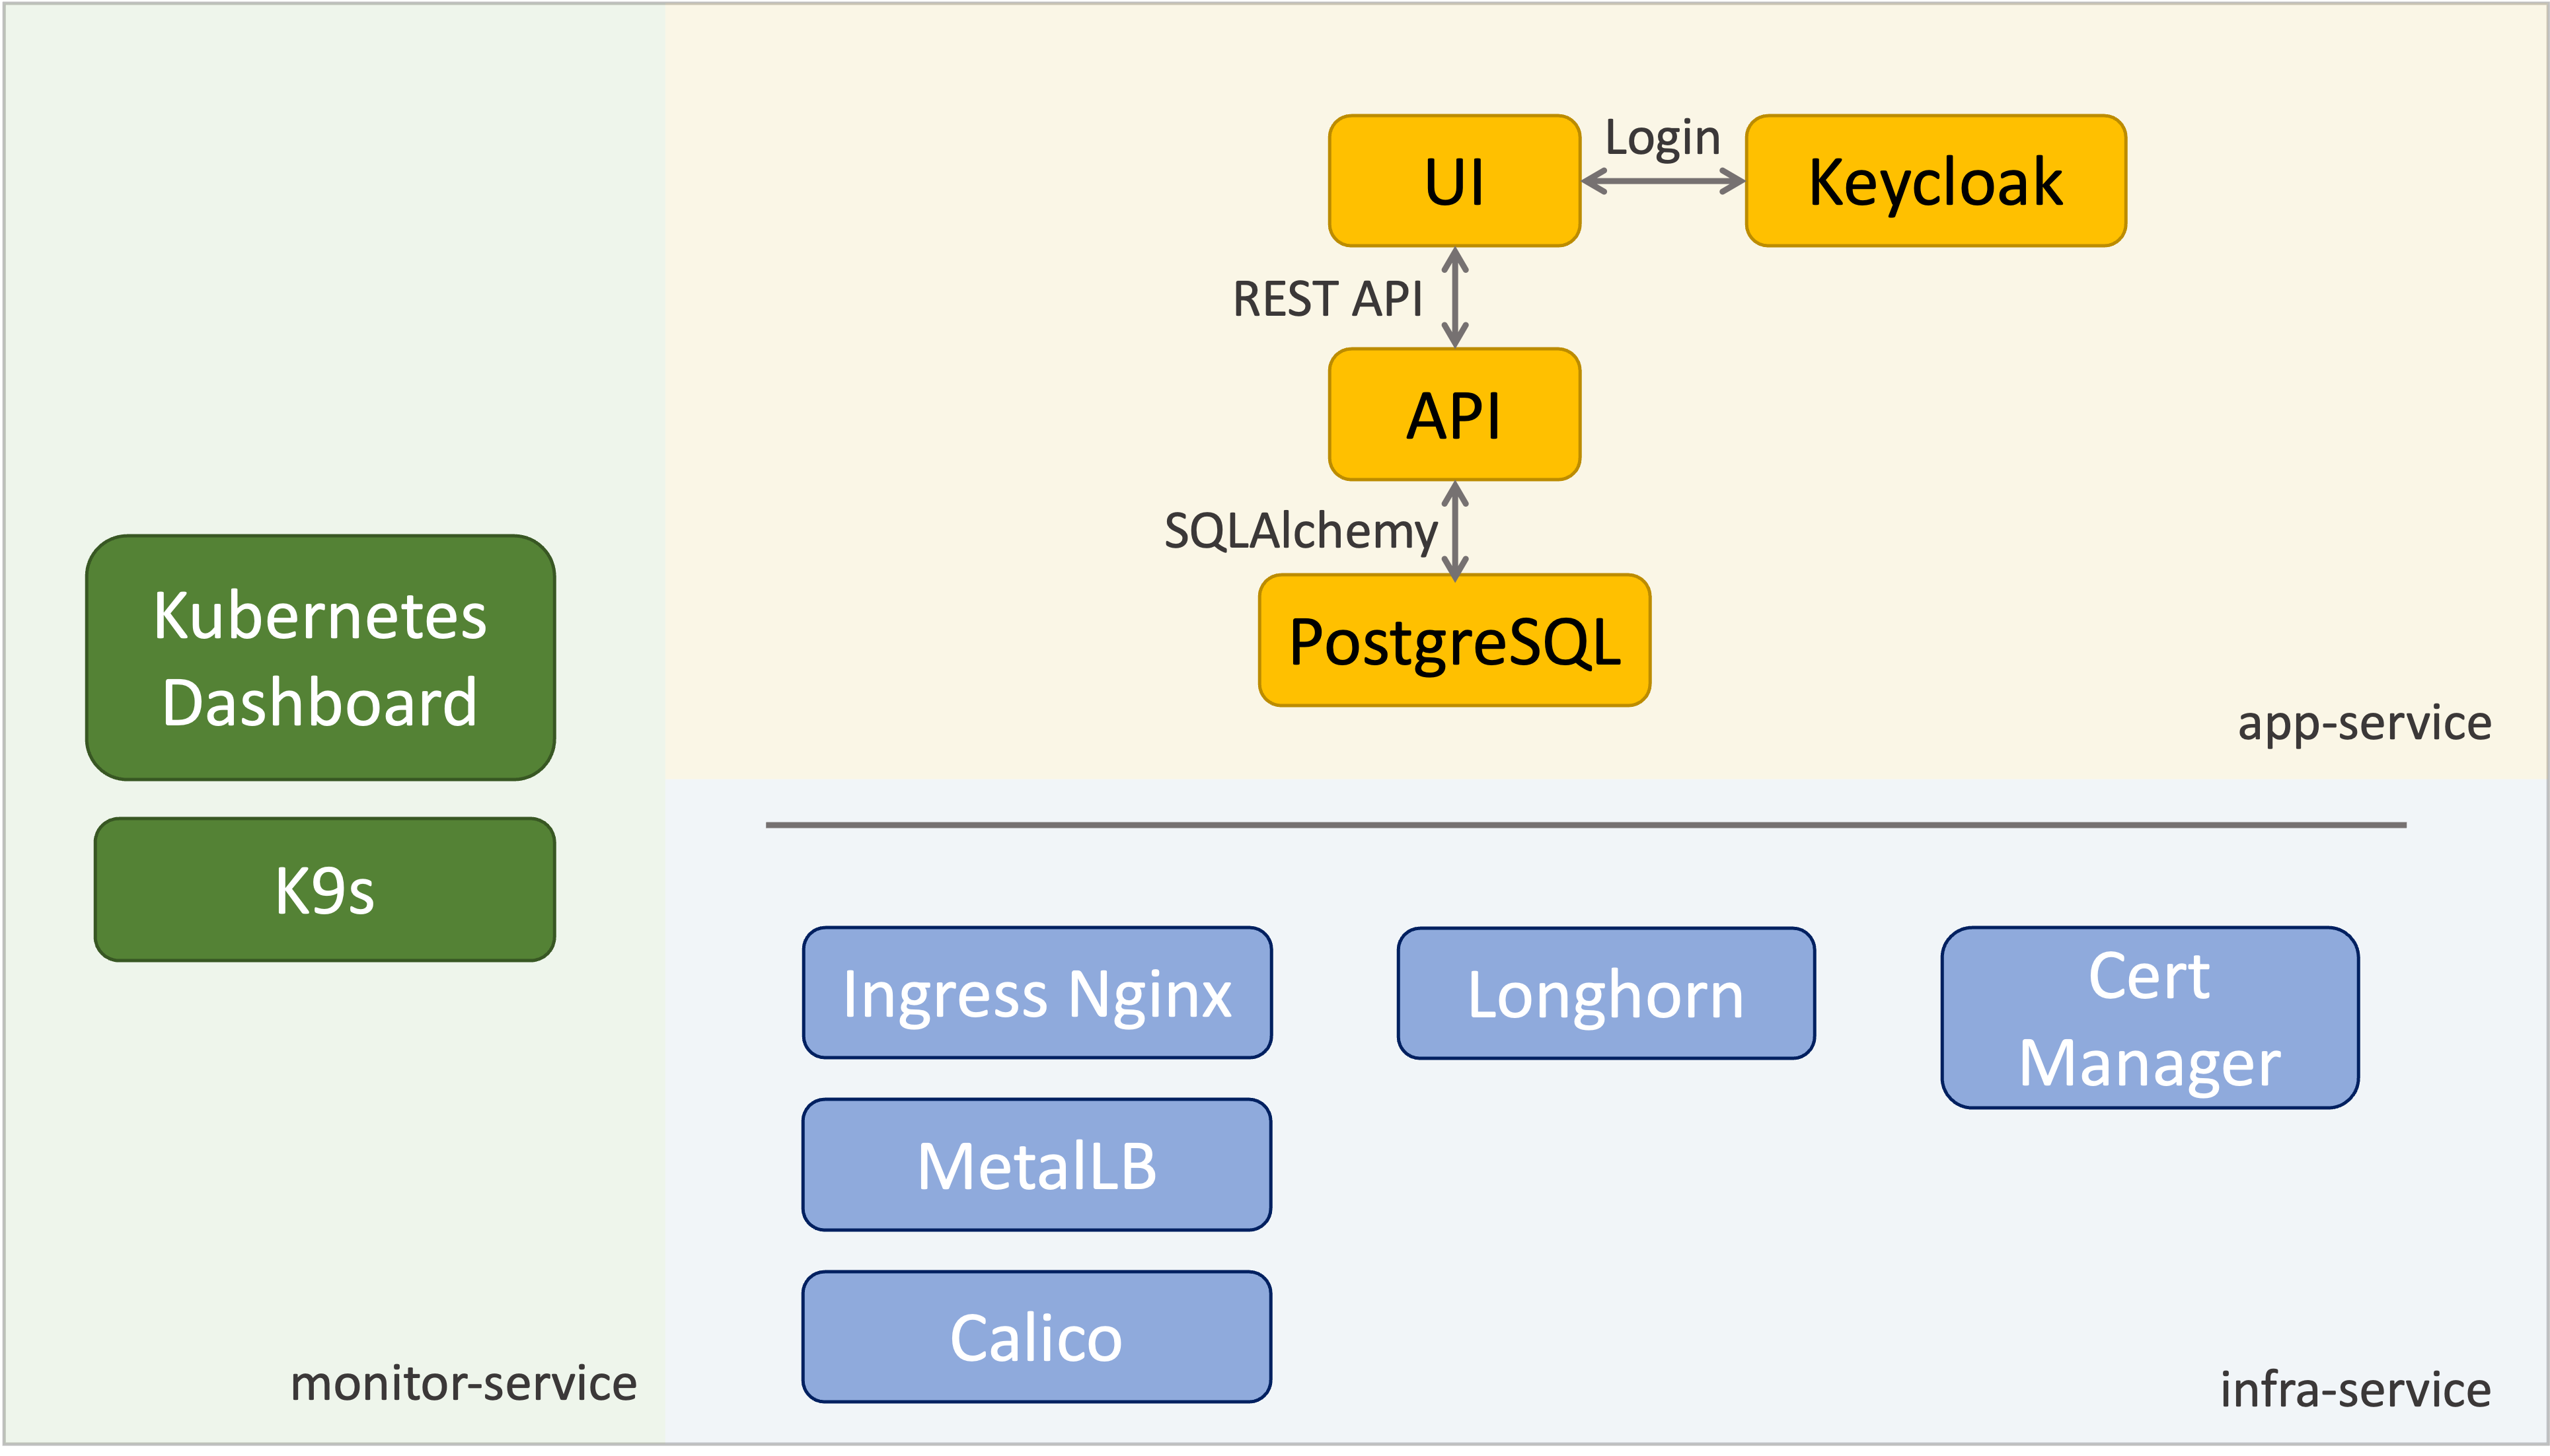 Kubernetes
Dashboard
K9s
monitor-service
UI
Login
Keycloak
REST API
API
SQLAlchemy
PostgreSQL
app-service
Ingress Nginx
Longhorn
Cert
Manager
MetalLB
Calico
infra-service